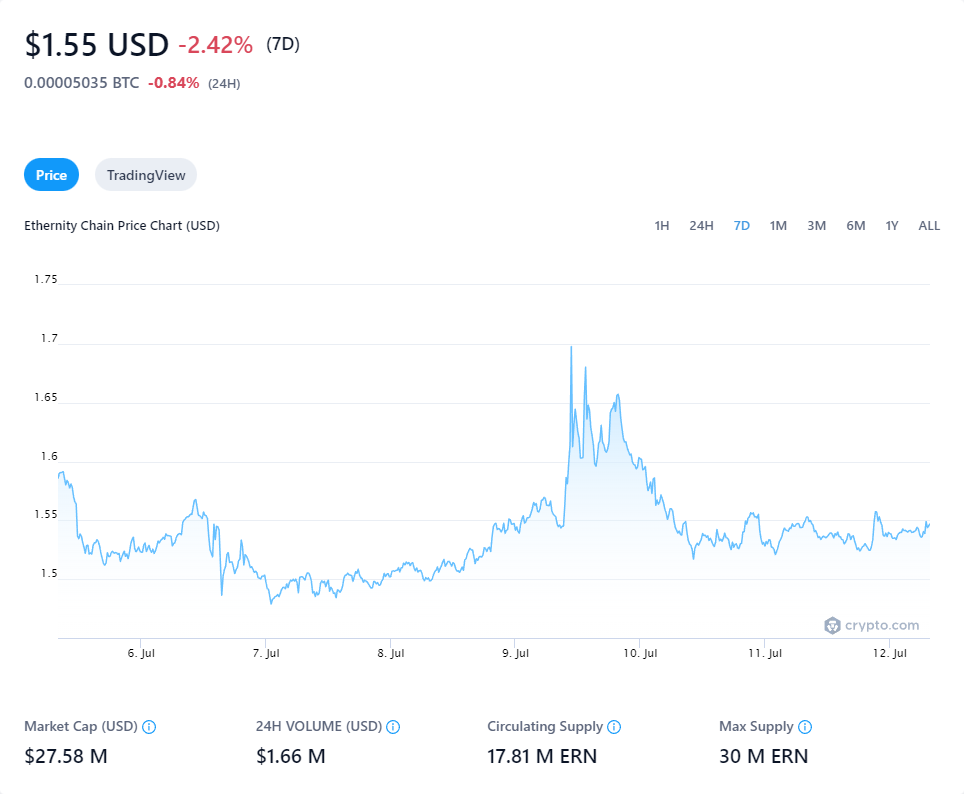 $1.55 USD -2.42% (7D)
0.00005035 BTC -0.84% (24H)
Price TradingView
Ethernity Chain Price Chart (USD) 1H 24H 7D 1M 3M 6M 1Y ALL
1.75
1.7
1.65
1.6
1.55
1.5
crypto.com
6. Jul 7. Jul 8. Jul 9. Jul 10. Jul 11. Jul 12. Jul
Market Cap (USD) 24H VOLUME (USD) Circulating Supply Max Supply
$27.58 M $1.66 M 17.81 M ERN 30 M ERN